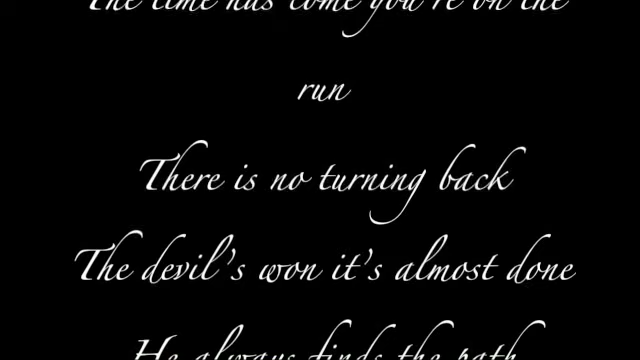 The time has come you're on the
run
There is no turning back
The devil's won it's almost done
He always finds the path